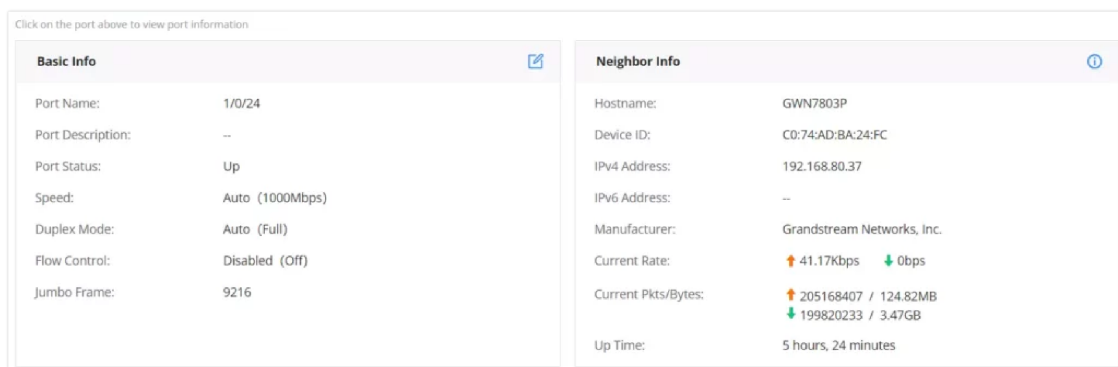 Click on the port above to view port information
Basic Info
Port Name: 1/0/24
Port Description: --
Port Status: Up
Speed: Auto (1000Mbps)
Duplex Mode: Auto (Full)
Flow Control: Disabled (Off)
Jumbo Frame: 9216
Neighbor Info
Hostname: GWN7803P
Device ID: C0:74:AD:BA:24:FC
IPv4 Address: 192.168.80.37
IPv6 Address: --
Manufacturer: Grandstream Networks, Inc.
Current Rate: 41.17Kbps 0bps
Current Pkts/Bytes: 205168407 / 124.82MB
199820233 / 3.47GB
Up Time: 5 hours, 24 minutes